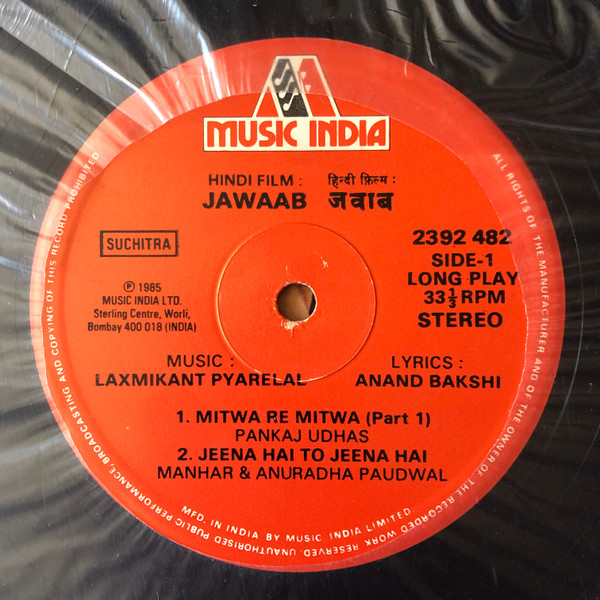 MUSIC INDIA
HINDI FILM : हिन्दी फ़िल्म :
JAWAAB जवाब
SUCHITRA
2392 482
SIDE-1
LONG PLAY
33⅓ RPM
STEREO
℗ 1985
MUSIC INDIA LTD.
Sterling Centre, Worli,
Bombay 400 018 (INDIA)
MUSIC :
LAXMIKANT PYARELAL
LYRICS :
ANAND BAKSHI
1. MITWA RE MITWA (Part 1)
PANKAJ UDHAS
2. JEENA HAI TO JEENA HAI
MANHAR & ANURADHA PAUDWAL
MFD. IN INDIA BY MUSIC INDIA LIMITED.
ALL RIGHTS OF THE MANUFACTURER AND OF THE OWNER OF THE RECORDED WORK RESERVED. UNAUTHORISED PUBLIC PERFORMANCE, BROADCASTING AND COPYING OF THIS RECORD PROHIBITED